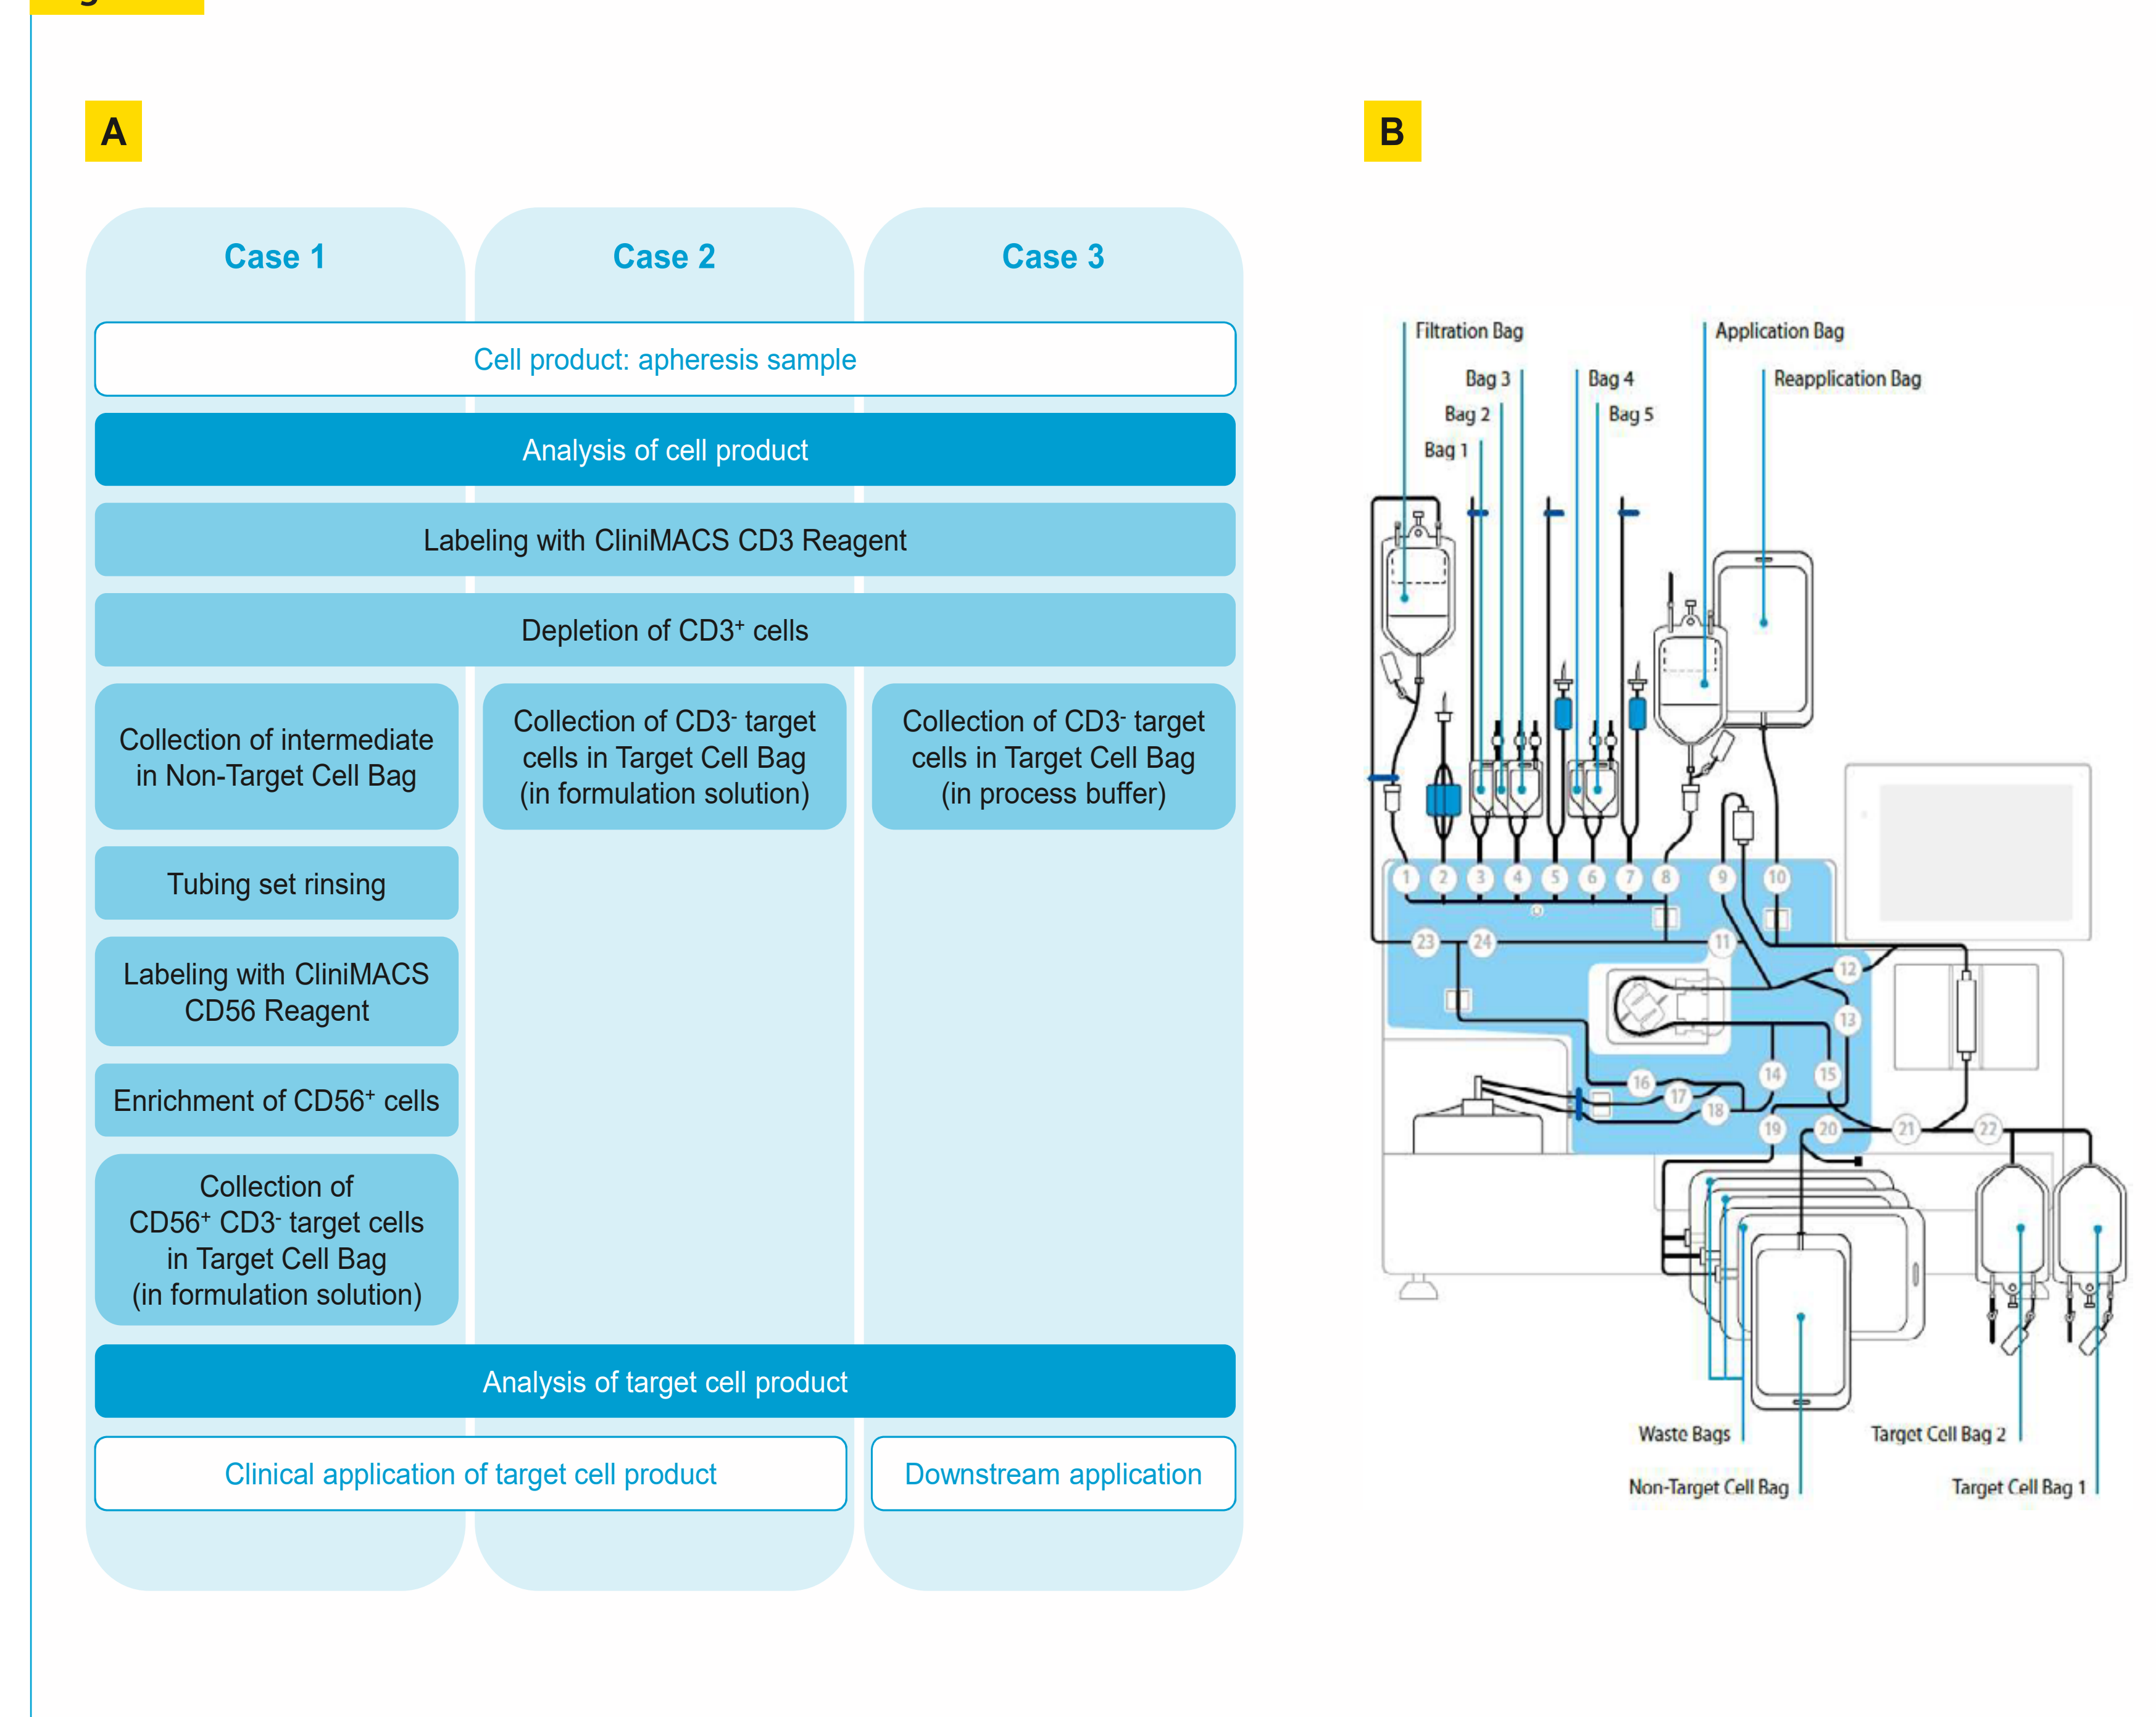 A
B
Case 1
Case 2
Case 3
Cell product: apheresis sample
Analysis of cell product
Labeling with CliniMACS CD3 Reagent
Depletion of CD3⁺ cells
Collection of intermediate
in Non-Target Cell Bag
Collection of CD3⁻ target
cells in Target Cell Bag
(in formulation solution)
Collection of CD3⁻ target
cells in Target Cell Bag
(in process buffer)
Tubing set rinsing
Labeling with CliniMACS
CD56 Reagent
Enrichment of CD56⁺ cells
Collection of
CD56⁺ CD3⁻ target cells
in Target Cell Bag
(in formulation solution)
Analysis of target cell product
Clinical application of target cell product
Downstream application
Filtration Bag
Application Bag
Bag 3
Bag 4
Reapplication Bag
Bag 2
Bag 5
Bag 1
1
2
3
4
5
6
7
8
9
10
23
24
11
12
13
14
15
16
17
18
19
20
21
22
Waste Bags
Target Cell Bag 2
Non-Target Cell Bag
Target Cell Bag 1